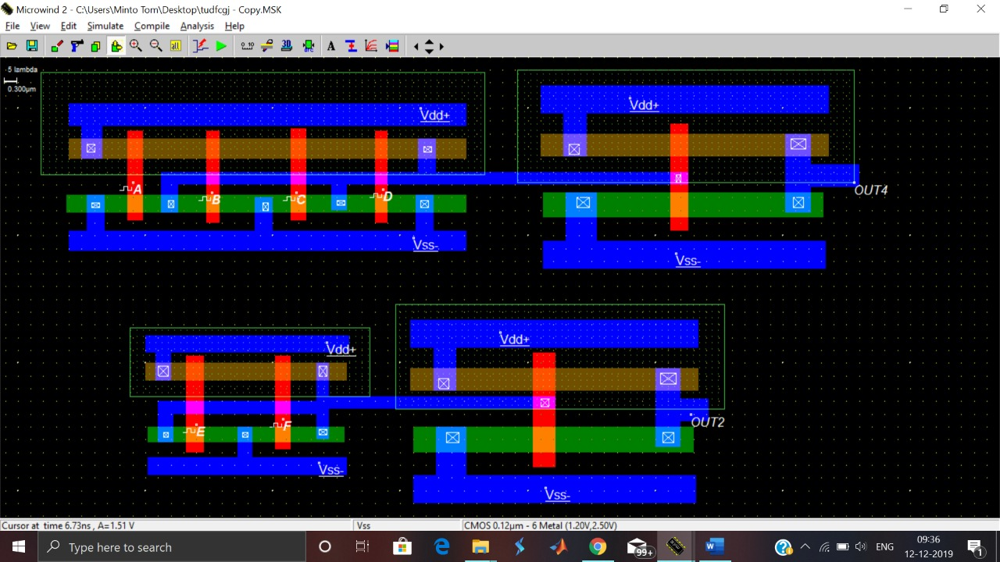 Microwind 2 - C:\Users\Minto Tom\Desktop\tudfcgj - Copy.MSK
File View Edit Simulate Compile Analysis Help
5 lambda
0.300µm
Vdd+
Vdd+
A
B
C
D
OUT4
Vss-
Vss-
Vdd+
Vdd+
E
F
OUT2
Vss-
Vss-
Cursor at time 6.73ns , A=1.51 V
Vss
CMOS 0.12µm - 6 Metal (1.20V,2.50V)
Type here to search
99+
ENG
09:36
12-12-2019
1